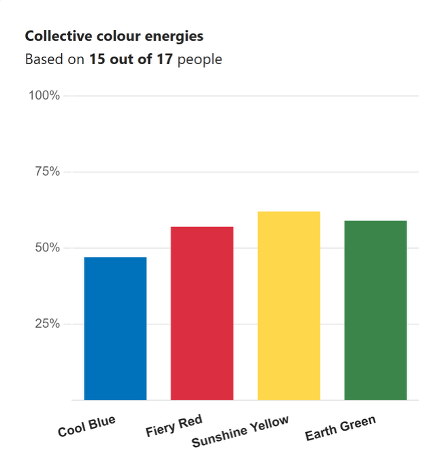 Collective colour energies
Based on 15 out of 17 people
100%
75%
50%
25%
Cool Blue
Fiery Red
Sunshine Yellow
Earth Green